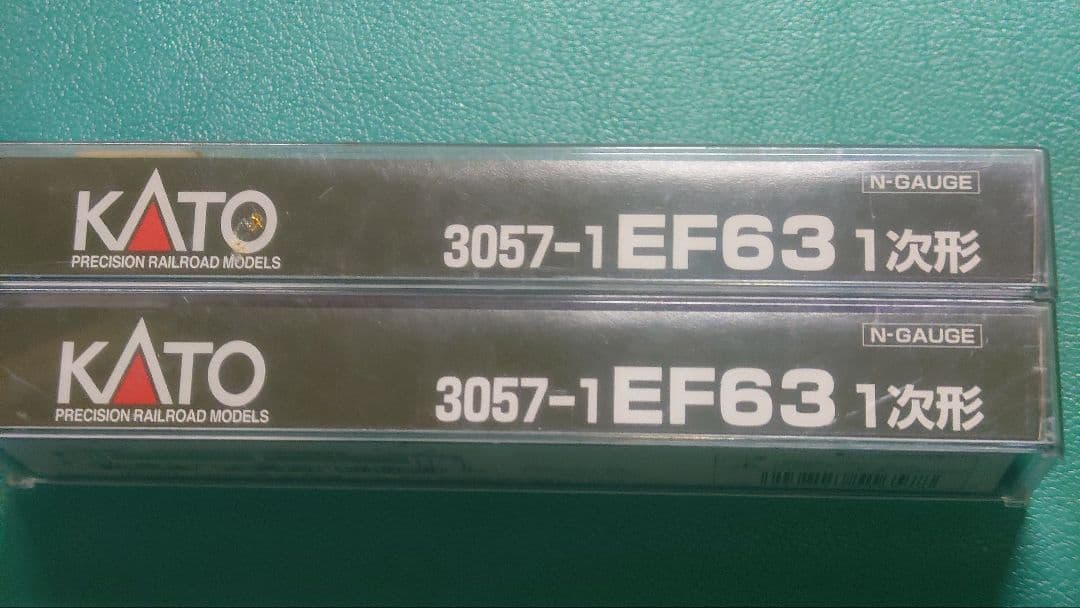 KATO
PRECISION RAILROAD MODELS
N-GAUGE
3057-1 EF63 1次形
KATO
PRECISION RAILROAD MODELS
N-GAUGE
3057-1 EF63 1次形